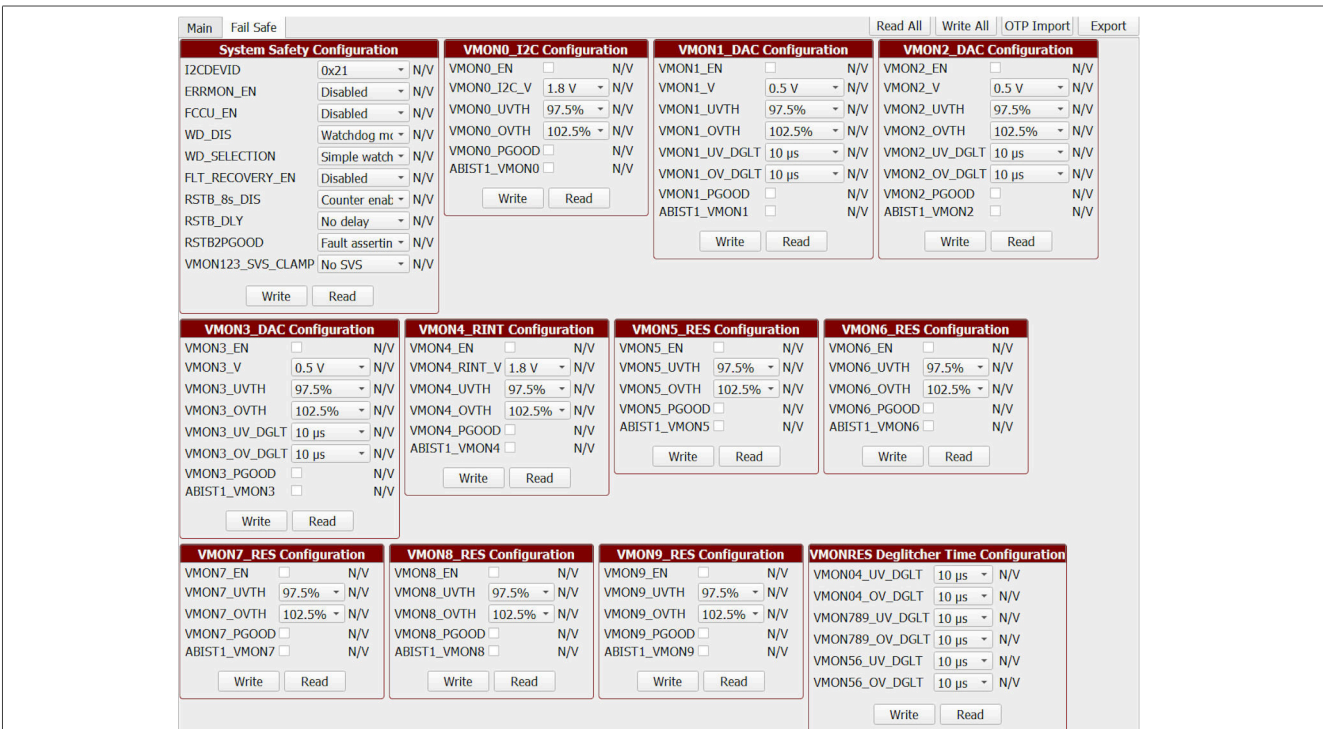 Main Fail Safe Read All Write All OTP Import Export
System Safety Configuration
I2CDEVID 0x21 N/V
ERRMON_EN Disabled N/V
FCCU_EN Disabled N/V
WD_DIS Watchdog mo N/V
WD_SELECTION Simple watch N/V
FLT_RECOVERY_EN Disabled N/V
RSTB_8s_DIS Counter enab N/V
RSTB_DLY No delay N/V
RSTB2PGOOD Fault assertin N/V
VMON123_SVS_CLAMP No SVS N/V
Write Read
VMON0_I2C Configuration
VMON0_EN N/V
VMON0_I2C_V 1.8 V N/V
VMON0_UVTH 97.5% N/V
VMON0_OVTH 102.5% N/V
VMON0_PGOOD N/V
ABIST1_VMON0 N/V
Write Read
VMON1_DAC Configuration
VMON1_EN N/V
VMON1_V 0.5 V N/V
VMON1_UVTH 97.5% N/V
VMON1_OVTH 102.5% N/V
VMON1_UV_DGLT 10 µs N/V
VMON1_OV_DGLT 10 µs N/V
VMON1_PGOOD N/V
ABIST1_VMON1 N/V
Write Read
VMON2_DAC Configuration
VMON2_EN N/V
VMON2_V 0.5 V N/V
VMON2_UVTH 97.5% N/V
VMON2_OVTH 102.5% N/V
VMON2_UV_DGLT 10 µs N/V
VMON2_OV_DGLT 10 µs N/V
VMON2_PGOOD N/V
ABIST1_VMON2 N/V
Write Read
VMON3_DAC Configuration
VMON3_EN N/V
VMON3_V 0.5 V N/V
VMON3_UVTH 97.5% N/V
VMON3_OVTH 102.5% N/V
VMON3_UV_DGLT 10 µs N/V
VMON3_OV_DGLT 10 µs N/V
VMON3_PGOOD N/V
ABIST1_VMON3 N/V
Write Read
VMON4_RINT Configuration
VMON4_EN N/V
VMON4_RINT_V 1.8 V N/V
VMON4_UVTH 97.5% N/V
VMON4_OVTH 102.5% N/V
VMON4_PGOOD N/V
ABIST1_VMON4 N/V
Write Read
VMON5_RES Configuration
VMON5_EN N/V
VMON5_UVTH 97.5% N/V
VMON5_OVTH 102.5% N/V
VMON5_PGOOD N/V
ABIST1_VMON5 N/V
Write Read
VMON6_RES Configuration
VMON6_EN N/V
VMON6_UVTH 97.5% N/V
VMON6_OVTH 102.5% N/V
VMON6_PGOOD N/V
ABIST1_VMON6 N/V
Write Read
VMON7_RES Configuration
VMON7_EN N/V
VMON7_UVTH 97.5% N/V
VMON7_OVTH 102.5% N/V
VMON7_PGOOD N/V
ABIST1_VMON7 N/V
Write Read
VMON8_RES Configuration
VMON8_EN N/V
VMON8_UVTH 97.5% N/V
VMON8_OVTH 102.5% N/V
VMON8_PGOOD N/V
ABIST1_VMON8 N/V
Write Read
VMON9_RES Configuration
VMON9_EN N/V
VMON9_UVTH 97.5% N/V
VMON9_OVTH 102.5% N/V
VMON9_PGOOD N/V
ABIST1_VMON9 N/V
Write Read
VMONRES Deglitcher Time Configuration
VMON04_UV_DGLT 10 µs N/V
VMON04_OV_DGLT 10 µs N/V
VMON789_UV_DGLT 10 µs N/V
VMON789_OV_DGLT 10 µs N/V
VMON56_UV_DGLT 10 µs N/V
VMON56_OV_DGLT 10 µs N/V
Write Read